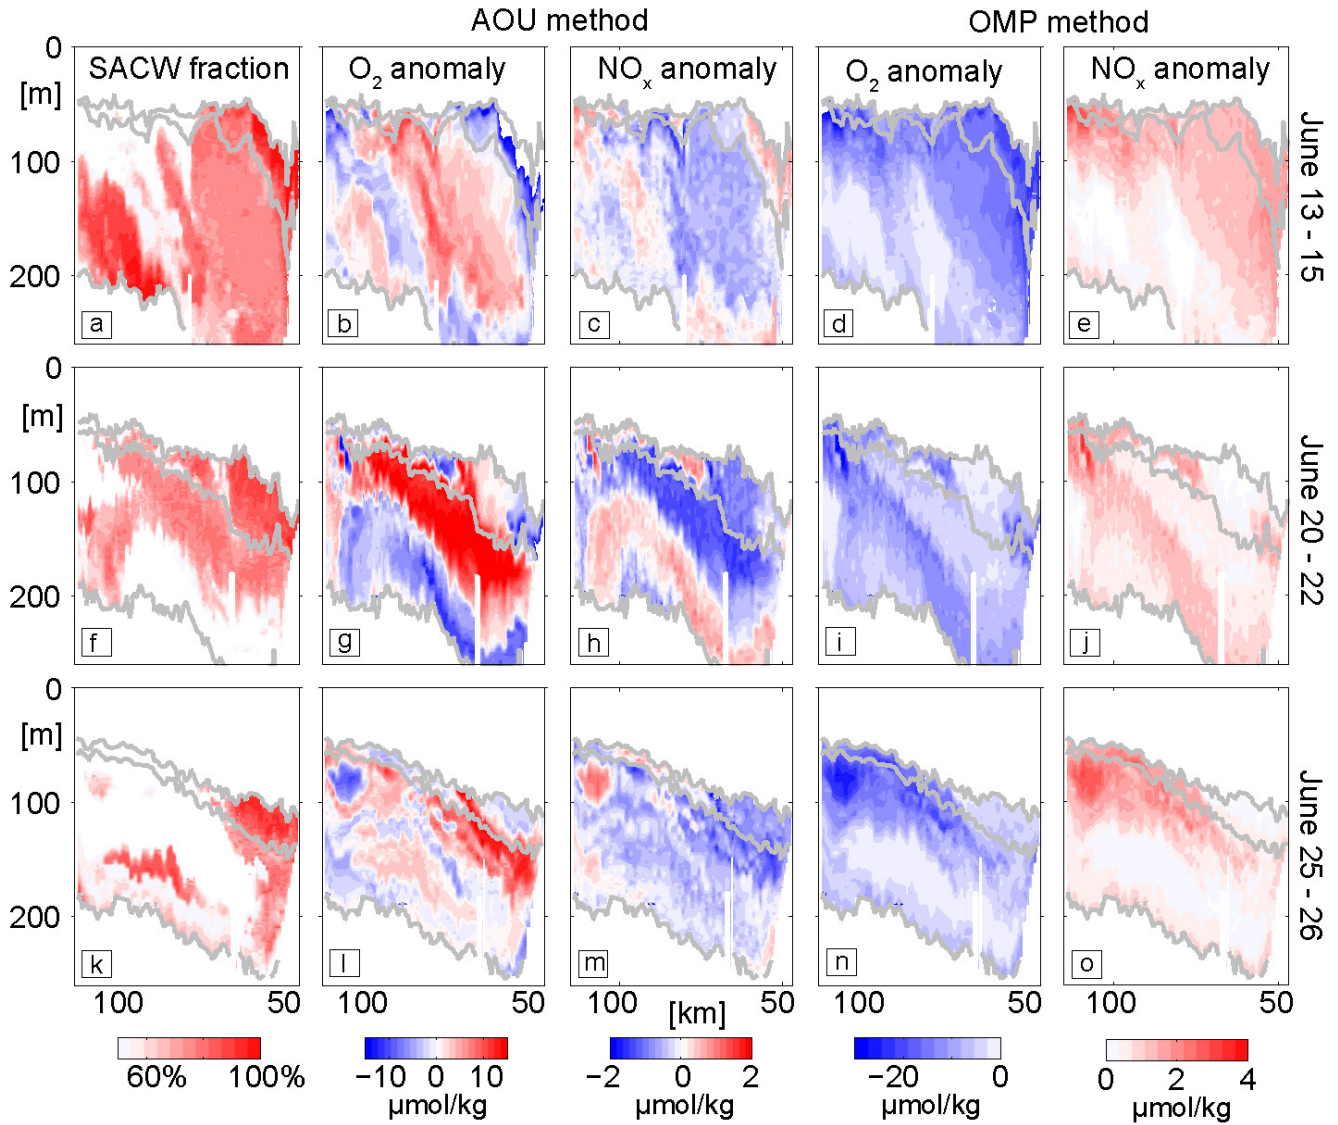 AOU method OMP method
0 SACW fraction O2 anomaly NOx anomaly O2 anomaly NOx anomaly
[m]
100
200
a b c d e
June 13 - 15
0
[m]
100
200
f g h i j
June 20 - 22
0
[m]
100
200
k l m n o
June 25 - 26
100 50 100 100 50 100 50
[km]
60% 100% −10 0 10 −2 0 2 −20 0 0 2 4
µmol/kg µmol/kg µmol/kg µmol/kg